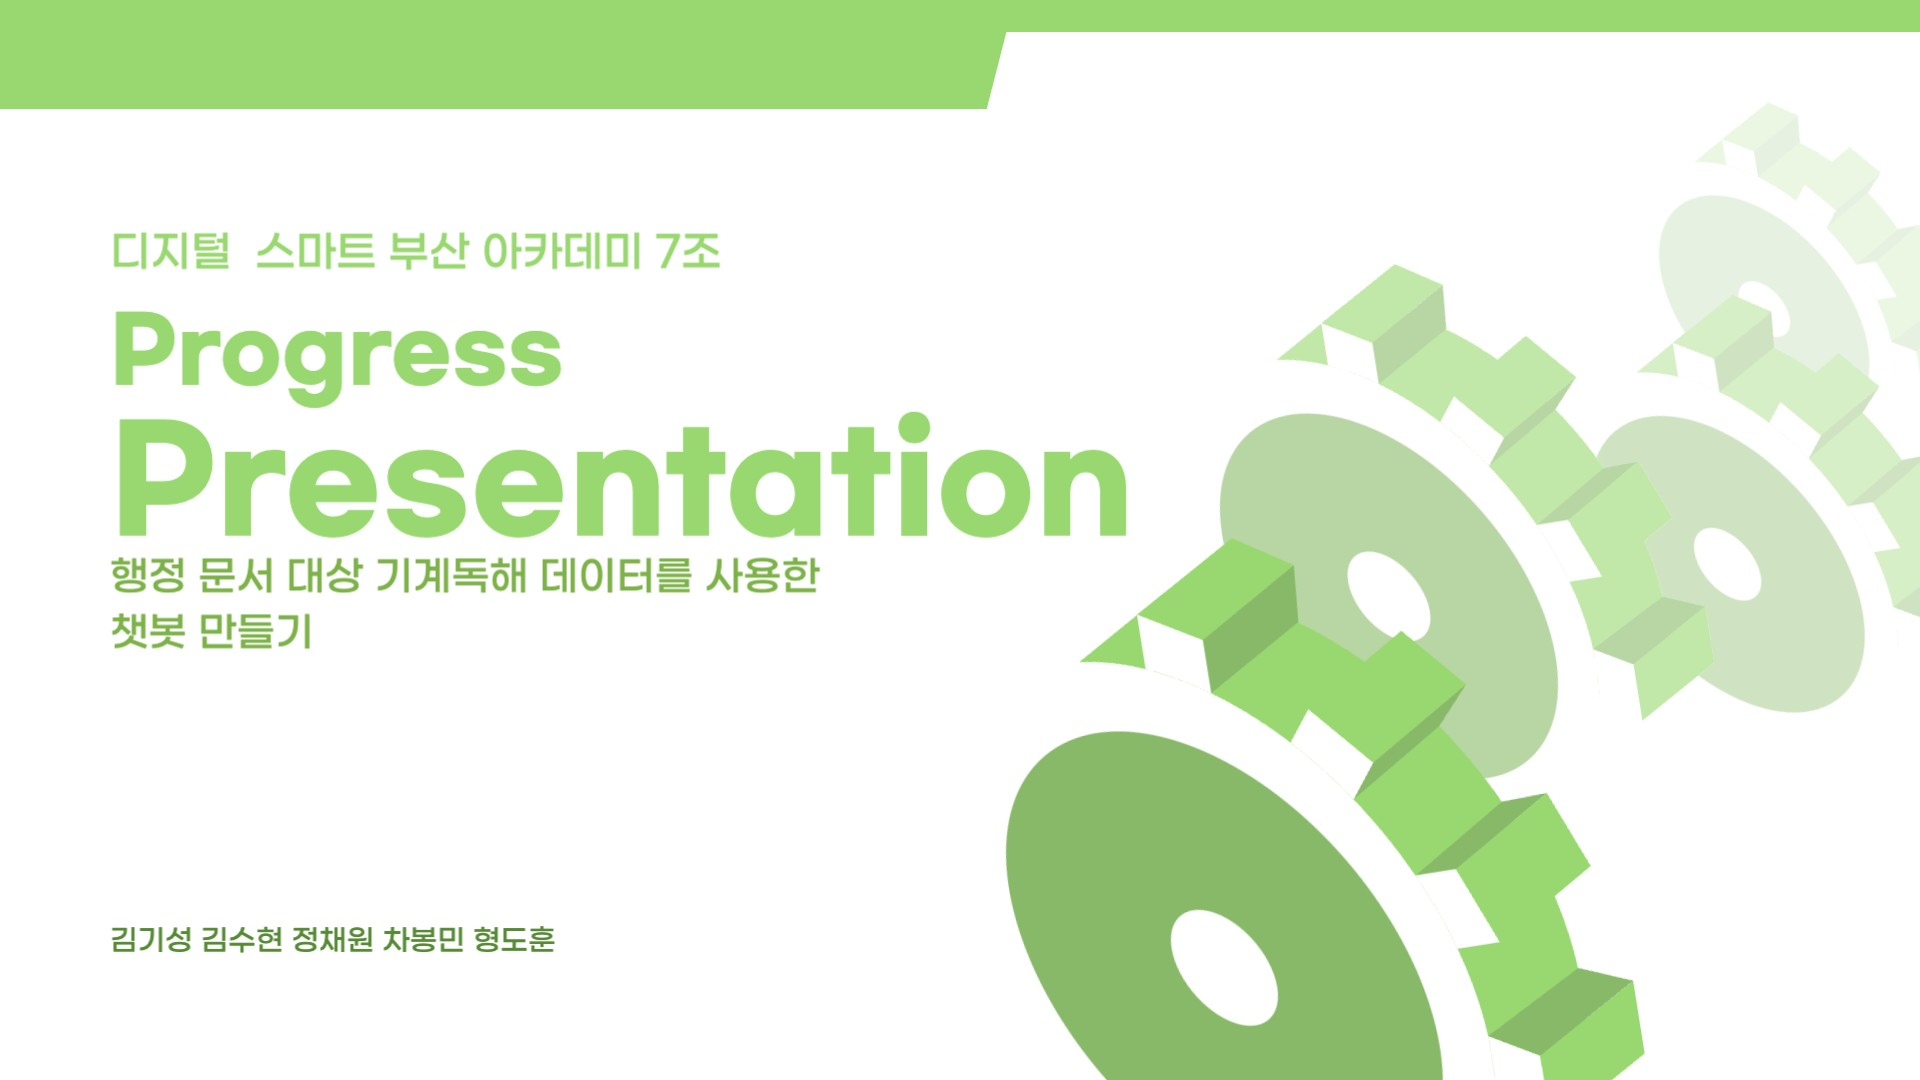 디지털  스마트 부산 아카데미 7조
Progress
Presentation
행정 문서 대상 기계독해 데이터를 사용한
챗봇 만들기
김기성 김수현 정채원 차봉민 형도훈